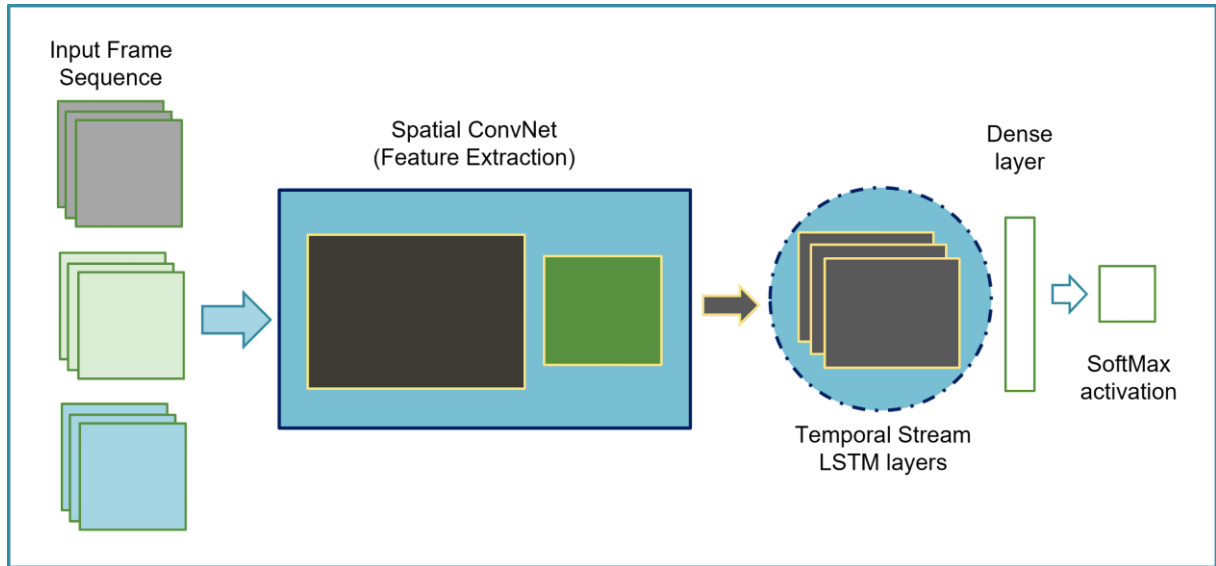 Input Frame
Sequence
Spatial ConvNet
(Feature Extraction)
Dense
layer
Temporal Stream
LSTM layers
SoftMax
activation